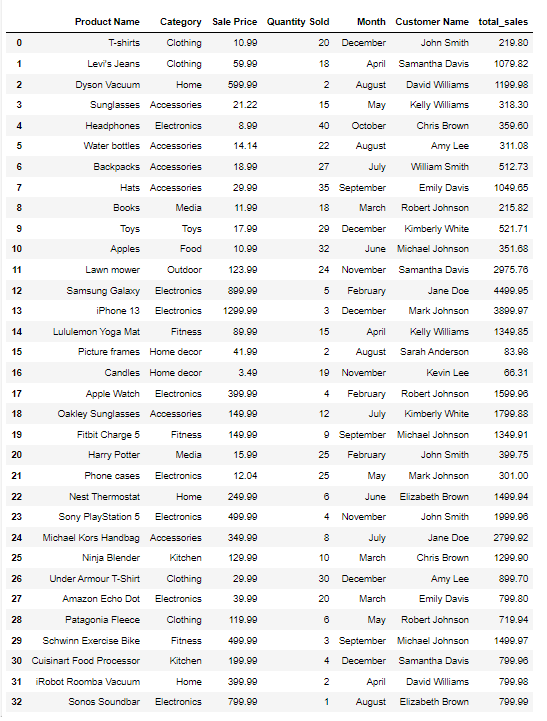 Product Name Category Sale Price Quantity Sold Month Customer Name total_sales
0 T-shirts Clothing 10.99 20 December John Smith 219.80
1 Levi's Jeans Clothing 59.99 18 April Samantha Davis 1079.82
2 Dyson Vacuum Home 599.99 2 August David Williams 1199.98
3 Sunglasses Accessories 21.22 15 May Kelly Williams 318.30
4 Headphones Electronics 8.99 40 October Chris Brown 359.60
5 Water bottles Accessories 14.14 22 August Amy Lee 311.08
6 Backpacks Accessories 18.99 27 July William Smith 512.73
7 Hats Accessories 29.99 35 September Emily Davis 1049.65
8 Books Media 11.99 18 March Robert Johnson 215.82
9 Toys Toys 17.99 29 December Kimberly White 521.71
10 Apples Food 10.99 32 June Michael Johnson 351.68
11 Lawn mower Outdoor 123.99 24 November Samantha Davis 2975.76
12 Samsung Galaxy Electronics 899.99 5 February Jane Doe 4499.95
13 iPhone 13 Electronics 1299.99 3 December Mark Johnson 3899.97
14 Lululemon Yoga Mat Fitness 89.99 15 April Kelly Williams 1349.85
15 Picture frames Home decor 41.99 2 August Sarah Anderson 83.98
16 Candles Home decor 3.49 19 November Kevin Lee 66.31
17 Apple Watch Electronics 399.99 4 February Robert Johnson 1599.96
18 Oakley Sunglasses Accessories 149.99 12 July Kimberly White 1799.88
19 Fitbit Charge 5 Fitness 149.99 9 September Michael Johnson 1349.91
20 Harry Potter Media 15.99 25 February John Smith 399.75
21 Phone cases Electronics 12.04 25 May Mark Johnson 301.00
22 Nest Thermostat Home 249.99 6 June Elizabeth Brown 1499.94
23 Sony PlayStation 5 Electronics 499.99 4 November John Smith 1999.96
24 Michael Kors Handbag Accessories 349.99 8 July Jane Doe 2799.92
25 Ninja Blender Kitchen 129.99 10 March Chris Brown 1299.90
26 Under Armour T-Shirt Clothing 29.99 30 December Amy Lee 899.70
27 Amazon Echo Dot Electronics 39.99 20 March Emily Davis 799.80
28 Patagonia Fleece Clothing 119.99 6 May Robert Johnson 719.94
29 Schwinn Exercise Bike Fitness 499.99 3 September Michael Johnson 1499.97
30 Cuisinart Food Processor Kitchen 199.99 4 December Samantha Davis 799.96
31 iRobot Roomba Vacuum Home 399.99 2 April David Williams 799.98
32 Sonos Soundbar Electronics 799.99 1 August Elizabeth Brown 799.99